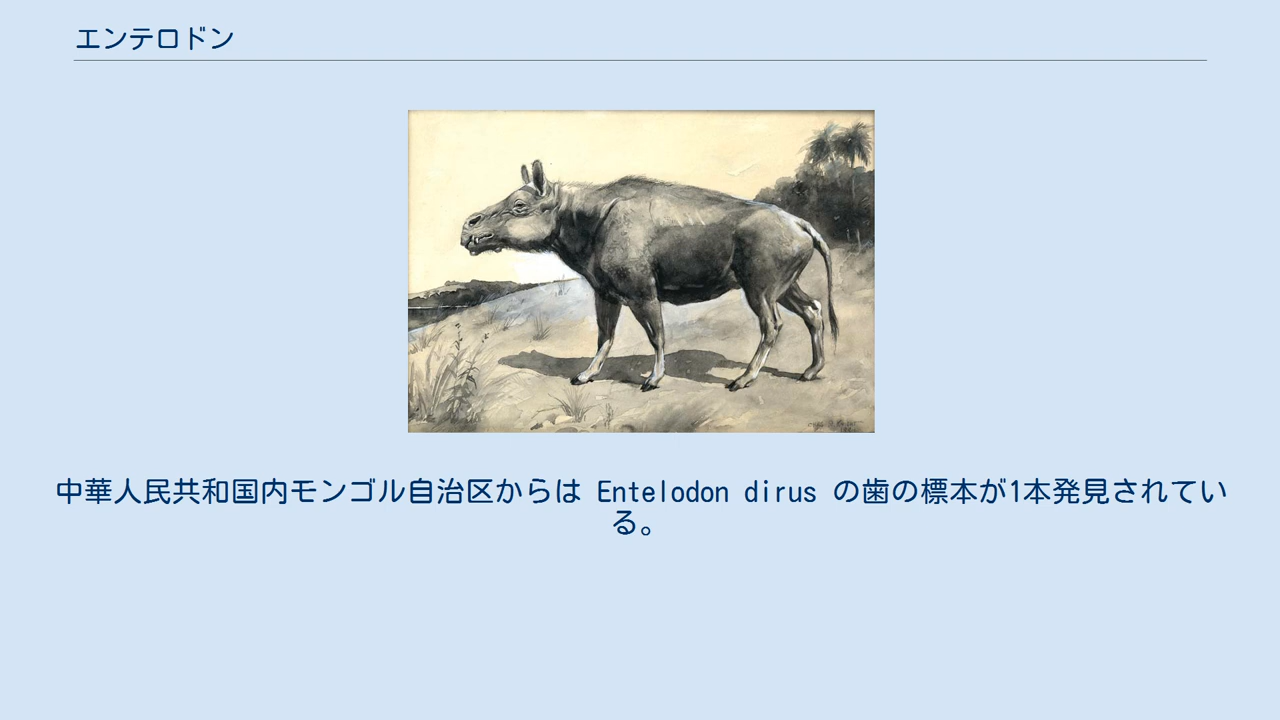 エンテロドン
中華人民共和国内モンゴル自治区からは Entelodon dirus の歯の標本が1本発見されてい
る。